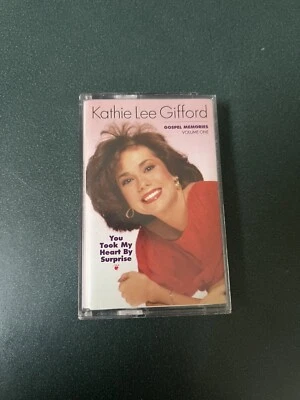 Kathie Lee Gifford
GOSPEL MEMORIES
VOLUME ONE
You
Took My
Heart By
Surprise